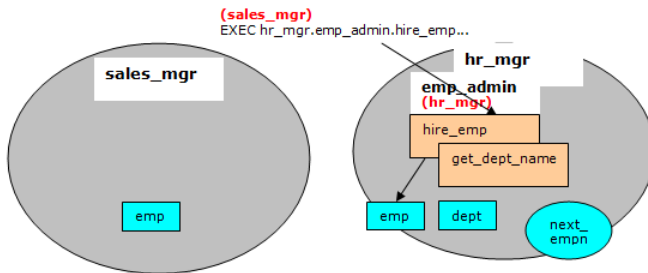 (sales_mgr)
EXEC hr_mgr.emp_admin.hire_emp...
sales_mgr
hr_mgr
emp_admin
(hr_mgr)
hire_emp
get_dept_name
emp
emp
dept
next_
empn